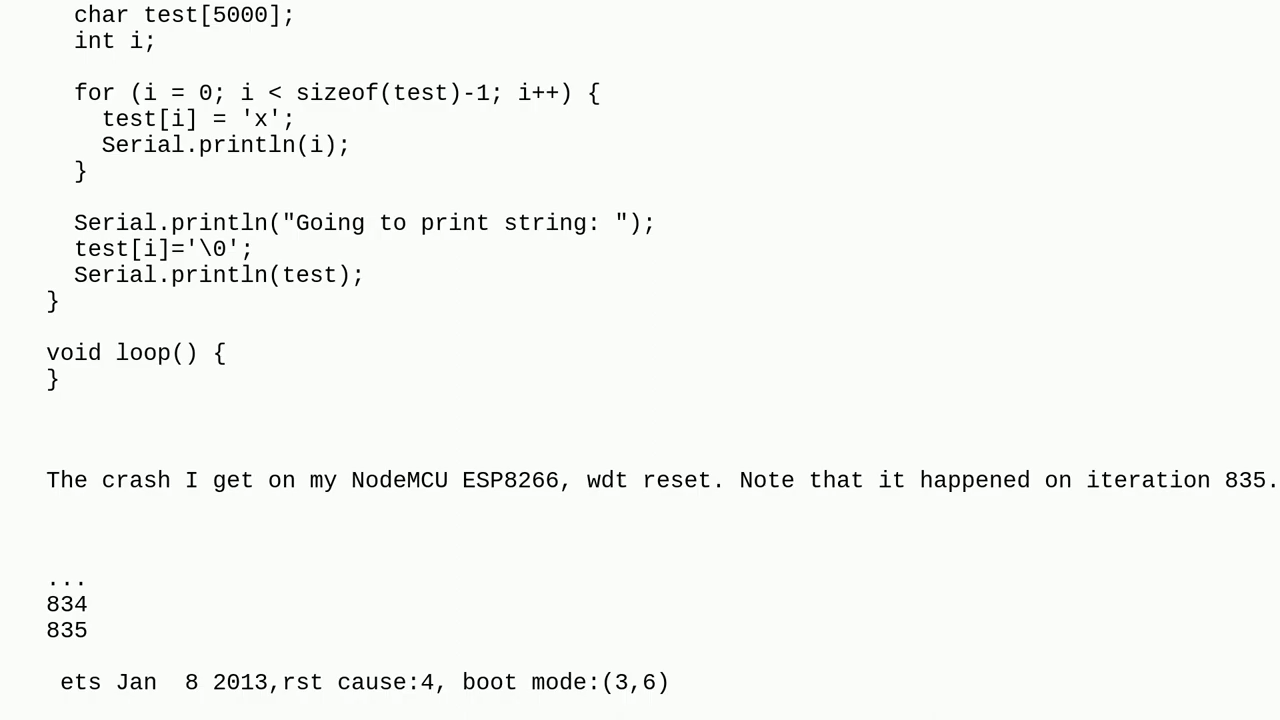 char test[5000];
int i;
for (i = 0; i < sizeof(test)-1; i++) {
test[i] = 'x';
Serial.println(i);
}
Serial.println("Going to print string: ");
test[i]='\0';
Serial.println(test);
}
void loop() {
}
The crash I get on my NodeMCU ESP8266, wdt reset. Note that it happened on iteration 835.
...
834
835
ets Jan  8 2013,rst cause:4, boot mode:(3,6)